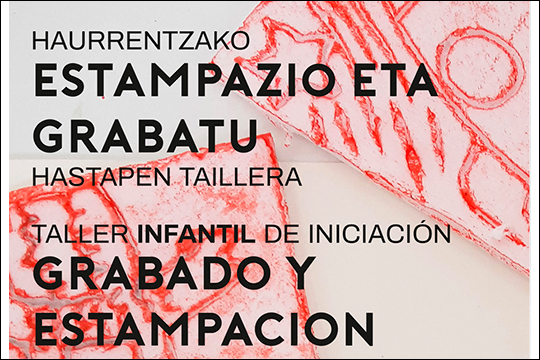 HAURRENTZAKO
ESTAMPAZIO ETA
GRABATU
HASTAPEN TAILLERA
TALLER INFANTIL DE INICIACIÓN
GRABADO Y
ESTAMPACION